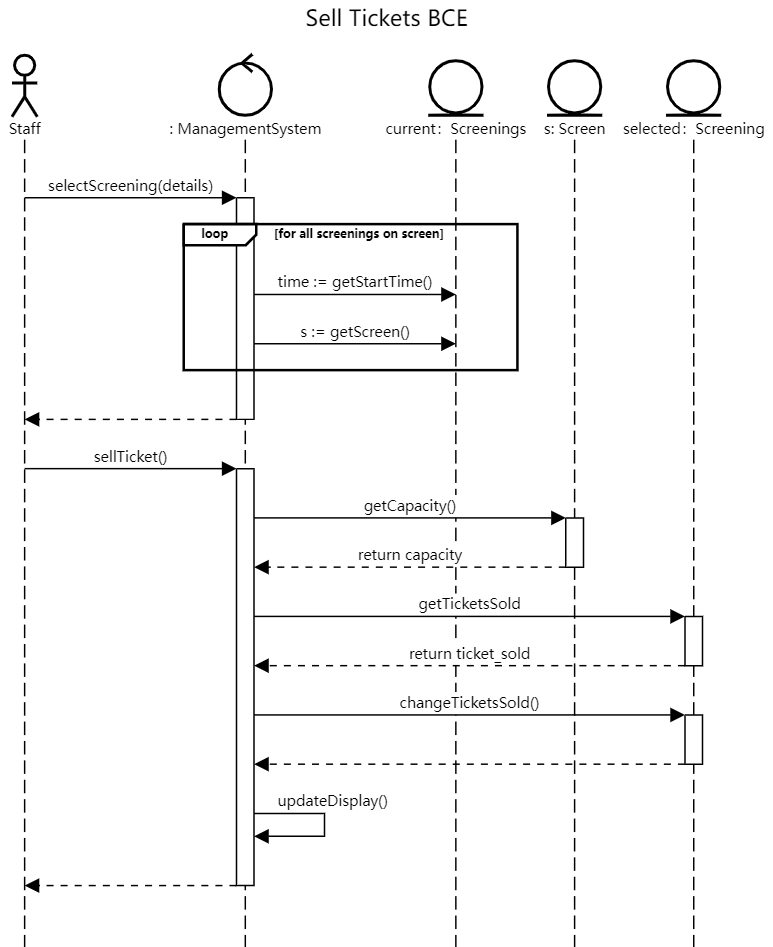 Sell Tickets BCE
Staff
: ManagementSystem
current: Screenings
s: Screen
selected: Screening
selectScreening(details)
loop
[for all screenings on screen]
time := getStartTime()
s := getScreen()
sellTicket()
getCapacity()
return capacity
getTicketsSold
return ticket_sold
changeTicketsSold()
updateDisplay()